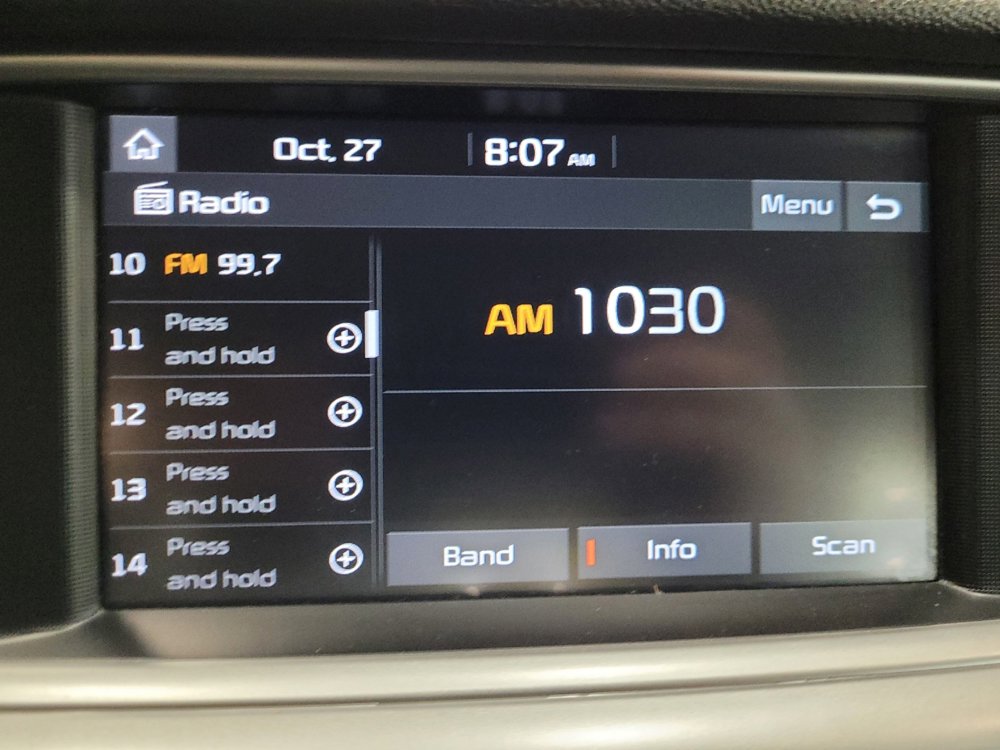 Oct. 27 8:07 AM
Radio Menu
10 FM 99.7
AM 1030
11 Press
and hold
12 Press
and hold
13 Press
and hold
14 Press
and hold
Band Info Scan